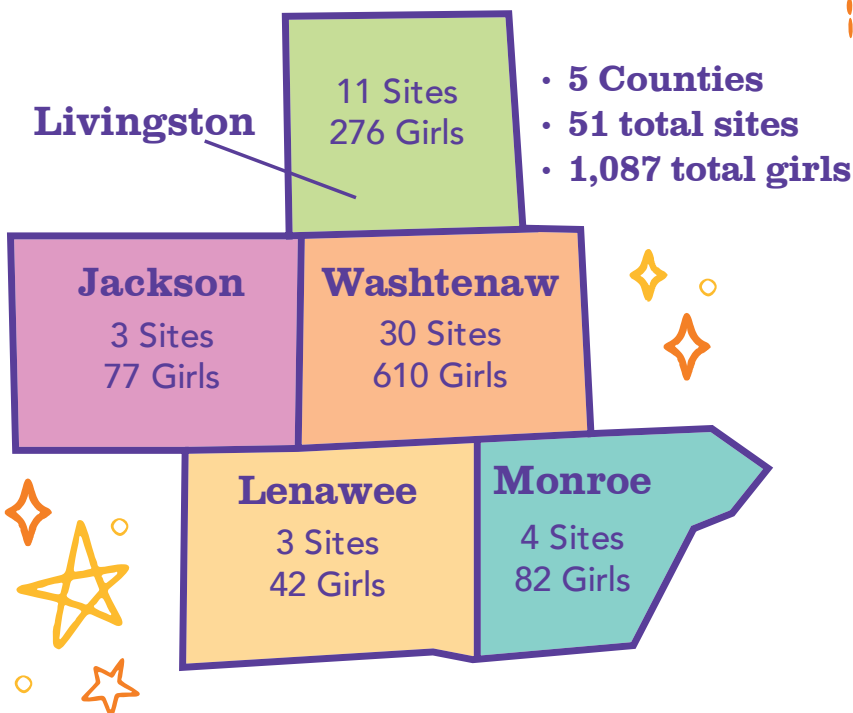 Livingston
11 Sites
276 Girls
• 5 Counties
• 51 total sites
• 1,087 total girls
Jackson
3 Sites
77 Girls
Washtenaw
30 Sites
610 Girls
Lenawee
3 Sites
42 Girls
Monroe
4 Sites
82 Girls